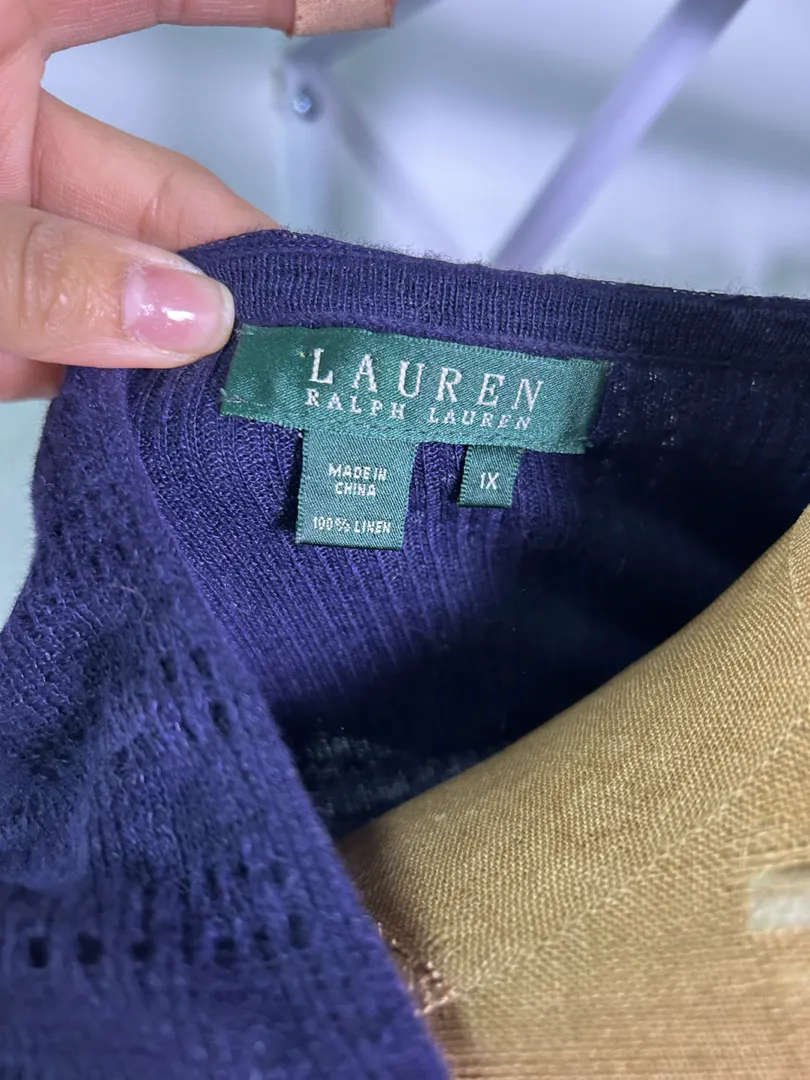 LAUREN
RALPH LAUREN
MADE IN
CHINA
100% LINEN
1X